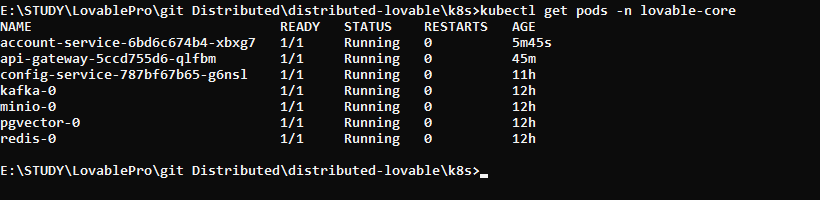 E:\STUDY\LovablePro\git Distributed\distributed-lovable\k8s>kubectl get pods -n lovable-core
NAME READY STATUS RESTARTS AGE
account-service-6bd6c674b4-xbxg7 1/1 Running 0 5m45s
api-gateway-5ccd755d6-qlfbm 1/1 Running 0 45m
config-service-787bf67b65-g6nsl 1/1 Running 0 11h
kafka-0 1/1 Running 0 12h
minio-0 1/1 Running 0 12h
pgvector-0 1/1 Running 0 12h
redis-0 1/1 Running 0 12h
E:\STUDY\LovablePro\git Distributed\distributed-lovable\k8s>